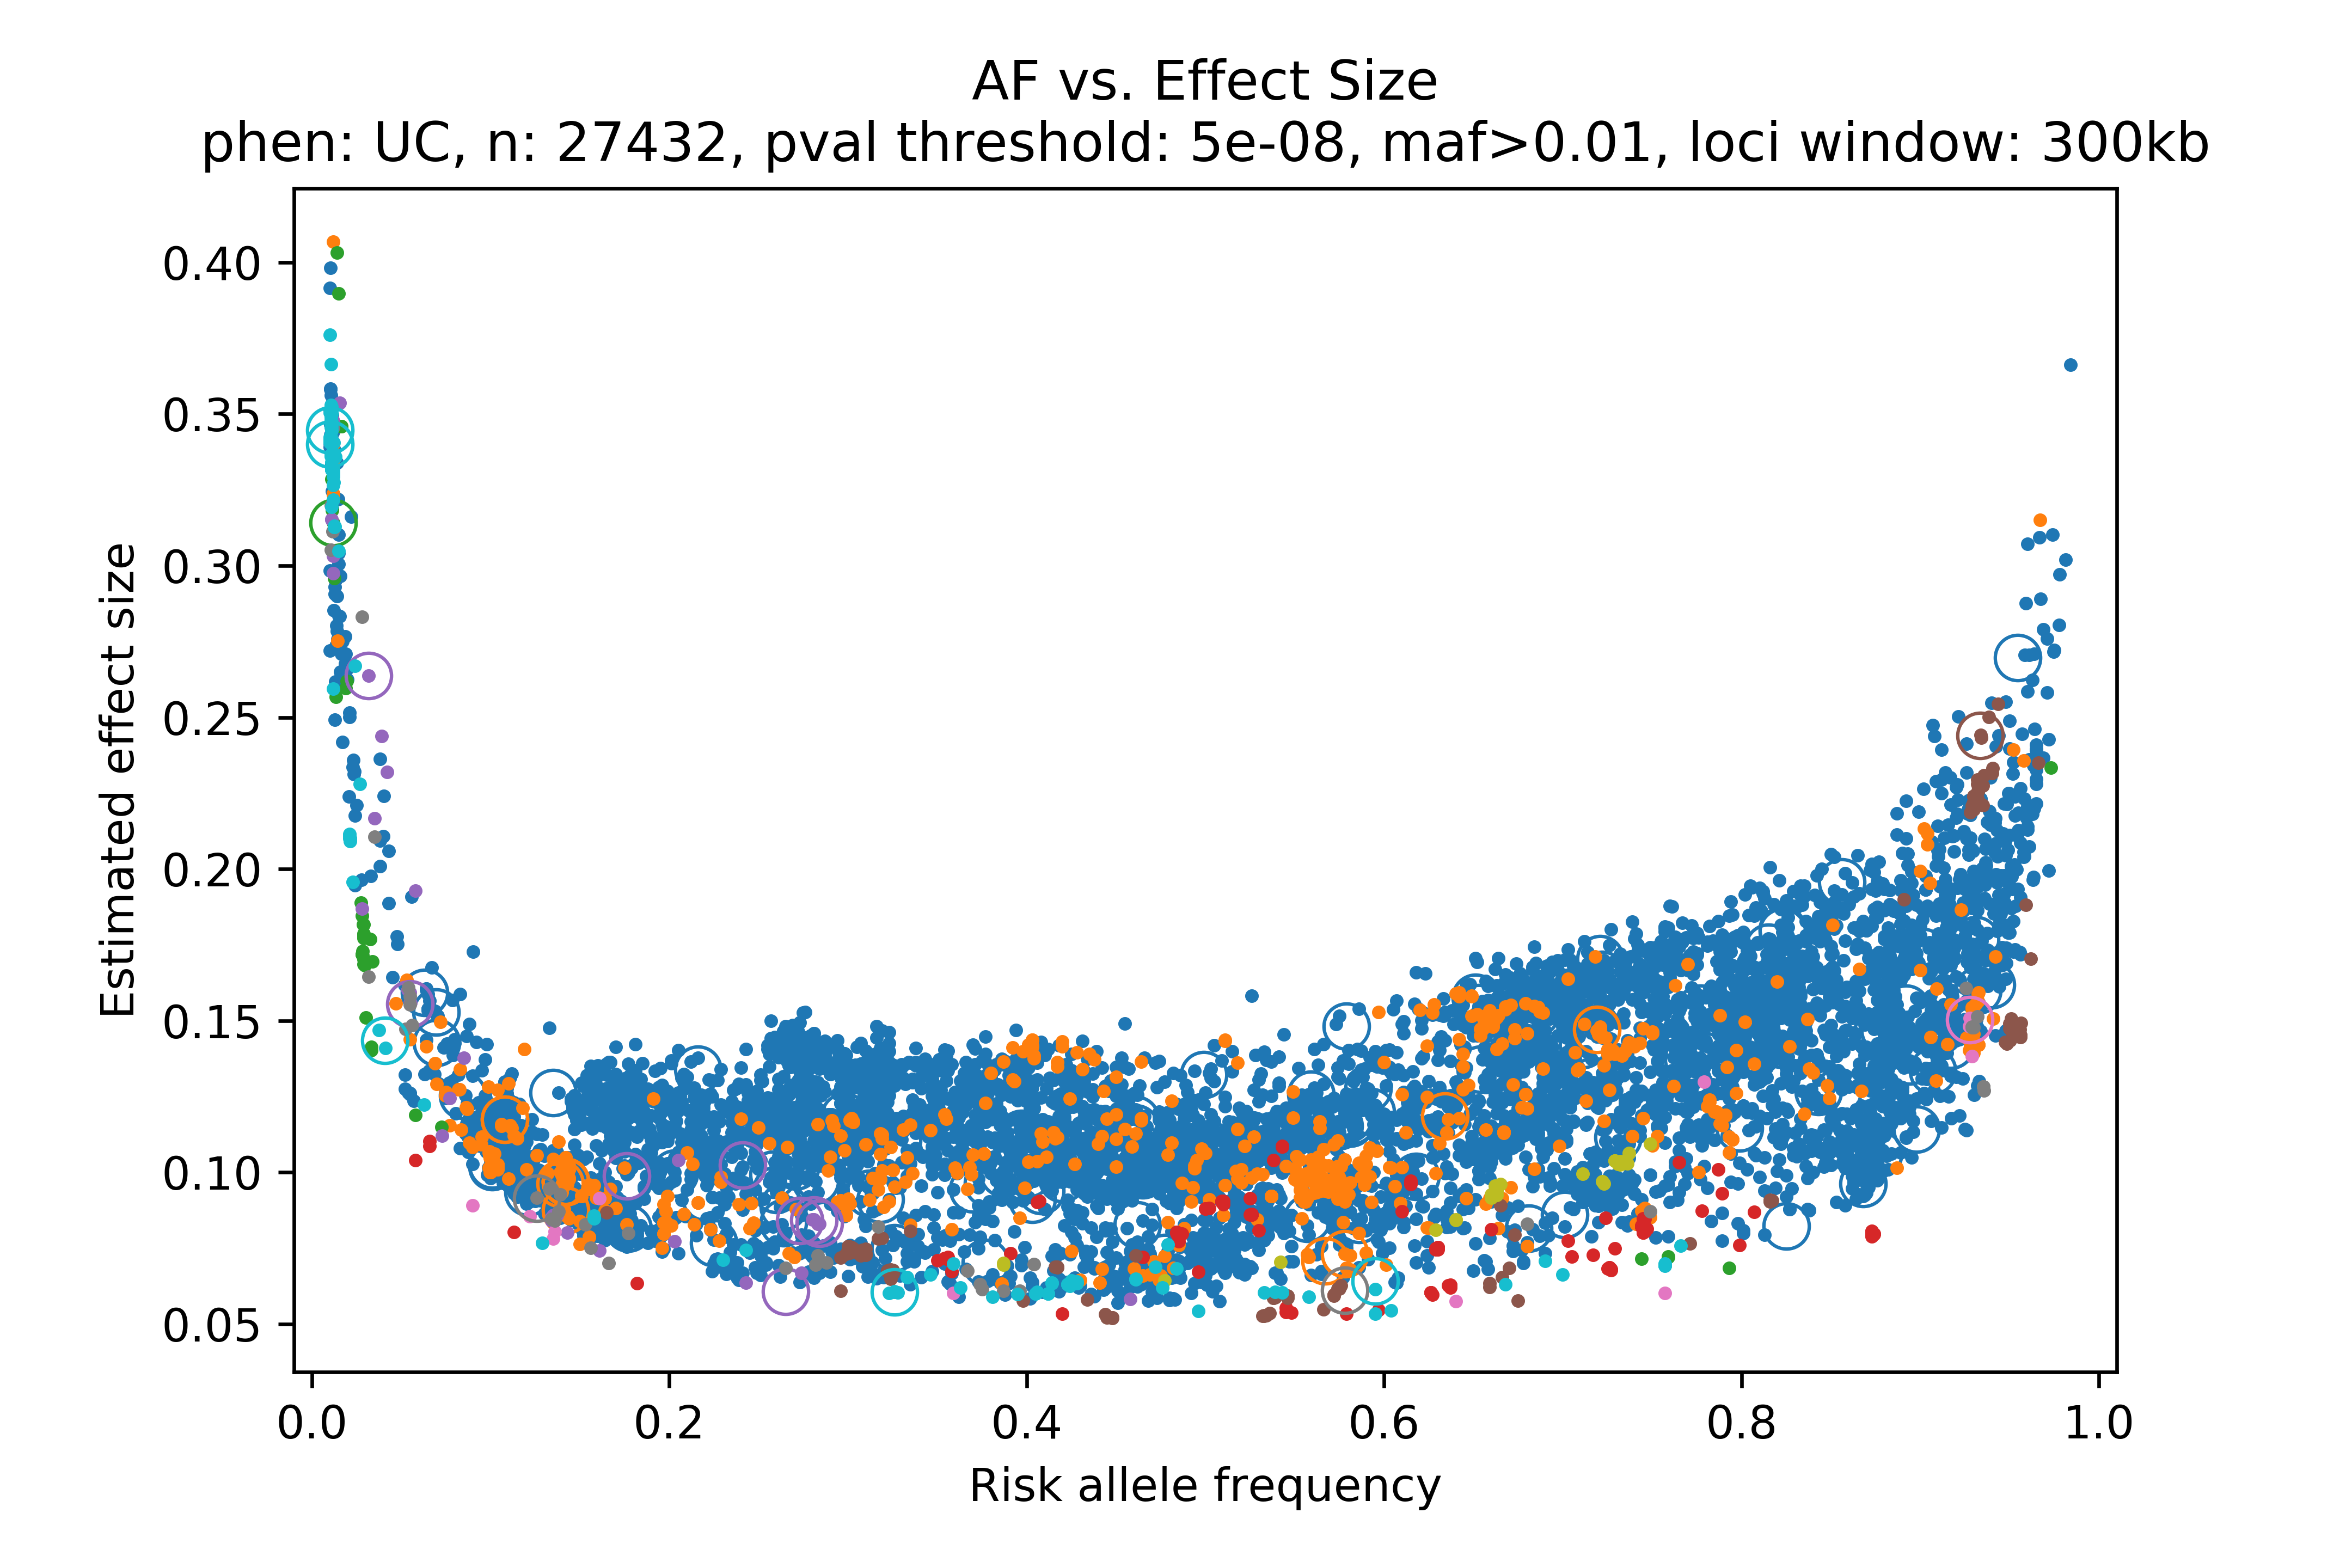 AF vs. Effect Size
phen: UC, n: 27432, pval threshold: 5e-08, maf>0.01, loci window: 300kb
0.40
0.35
0.30
0.25
0.20
0.15
0.10
0.05
Estimated effect size
0.0 0.2 0.4 0.6 0.8 1.0
Risk allele frequency